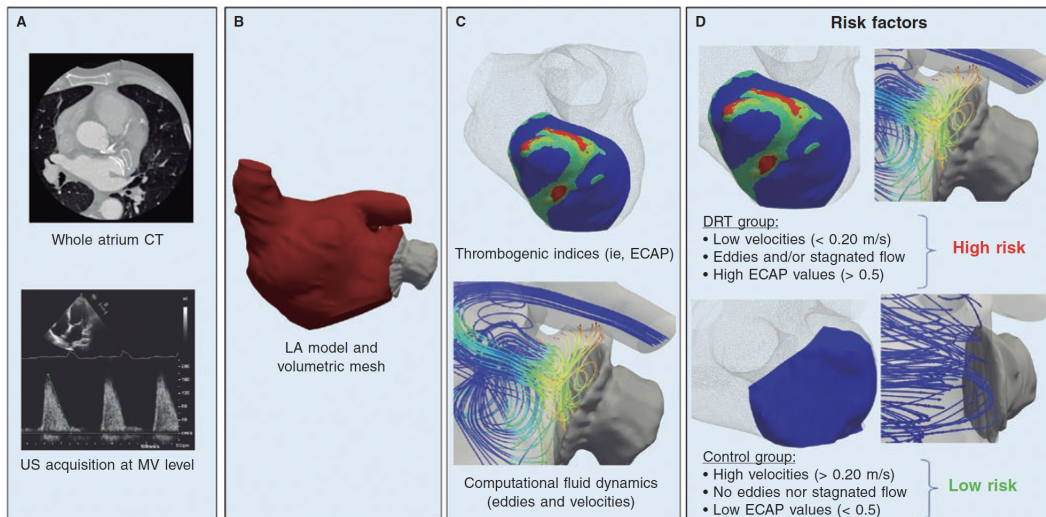 A
Whole atrium CT
US acquisition at MV level
B
LA model and
volumetric mesh
C
Thrombogenic indices (ie, ECAP)
Computational fluid dynamics
(eddies and velocities)
D
Risk factors
DRT group:
• Low velocities (< 0.20 m/s)
• Eddies and/or stagnated flow
• High ECAP values (> 0.5)
High risk
Control group:
• High velocities (> 0.20 m/s)
• No eddies nor stagnated flow
• Low ECAP values (< 0.5)
Low risk